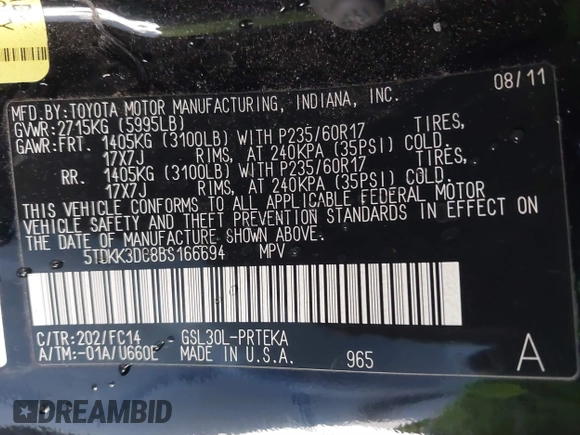 08/11
MFD.BY:TOYOTA MOTOR MANUFACTURING, INDIANA, INC.
GVWR:2715KG (5995LB)
GAWR:FRT. 1405KG (3100LB) WITH P235/60R17 TIRES,
17X7J RIMS, AT 240KPA (35PSI) COLD.
RR. 1405KG (3100LB) WITH P235/60R17 TIRES,
17X7J RIMS, AT 240KPA (35PSI) COLD.
THIS VEHICLE CONFORMS TO ALL APPLICABLE FEDERAL MOTOR
VEHICLE SAFETY AND THEFT PREVENTION STANDARDS IN EFFECT ON
THE DATE OF MANUFACTURE SHOWN ABOVE.
5TDKK3DC8BS166694 MPV
C/TR:202/FC14 GSL30L-PRTEKA
A/TM:-01A/U660E MADE IN U.S.A. 965 A
DREAMBID